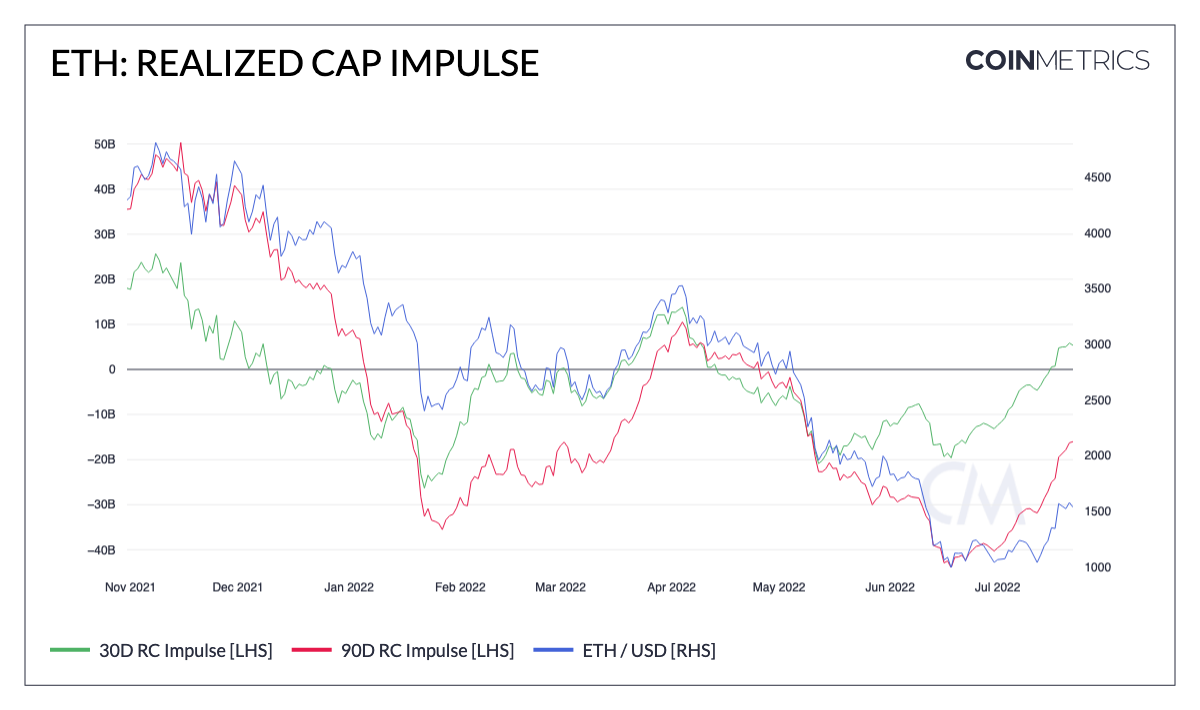 ETH: REALIZED CAP IMPULSE
COINMETRICS
50B
40B
30B
20B
10B
0
−10B
−20B
−30B
−40B
4500
4000
3500
3000
2500
2000
1500
1000
CM
Nov 2021 Dec 2021 Jan 2022 Feb 2022 Mar 2022 Apr 2022 May 2022 Jun 2022 Jul 2022
30D RC Impulse [LHS] 90D RC Impulse [LHS] ETH / USD [RHS]